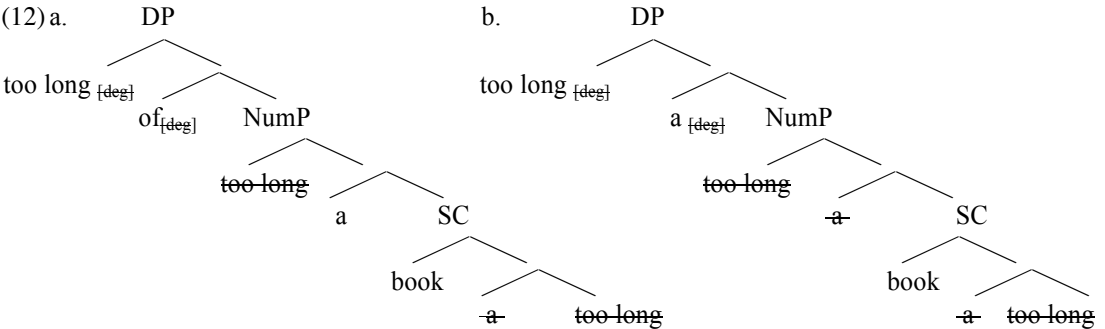 (12) a. DP b. DP
too long [deg] too long [deg]
of[deg] NumP a [deg] NumP
too long too long
a SC a SC
book book
a too long a too long